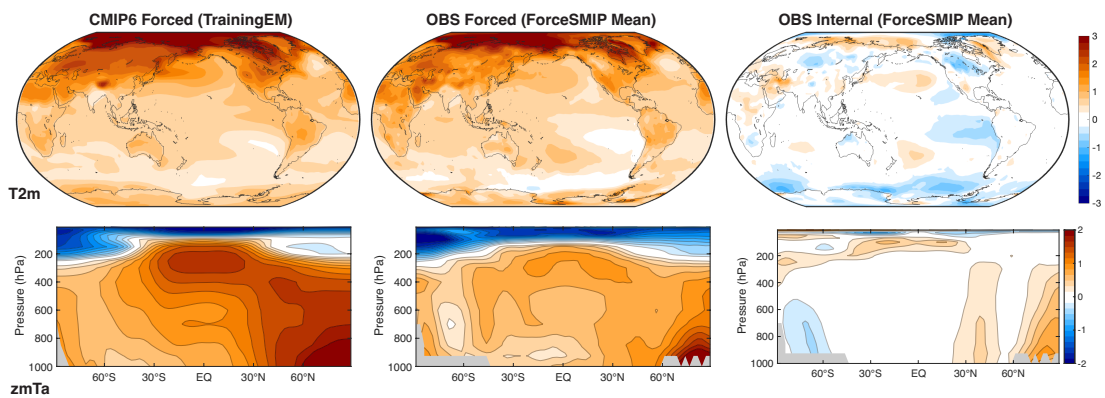 CMIP6 Forced (TrainingEM) OBS Forced (ForceSMIP Mean) OBS Internal (ForceSMIP Mean)
3
2
1
0
-1
-2
-3
T2m
Pressure (hPa) 200 400 600 800 1000
60°S 30°S EQ 30°N 60°N
Pressure (hPa) 200 400 600 800 1000
60°S 30°S EQ 30°N 60°N
Pressure (hPa) 200 400 600 800 1000
60°S 30°S EQ 30°N 60°N
2
1
0
-1
-2
zmTa